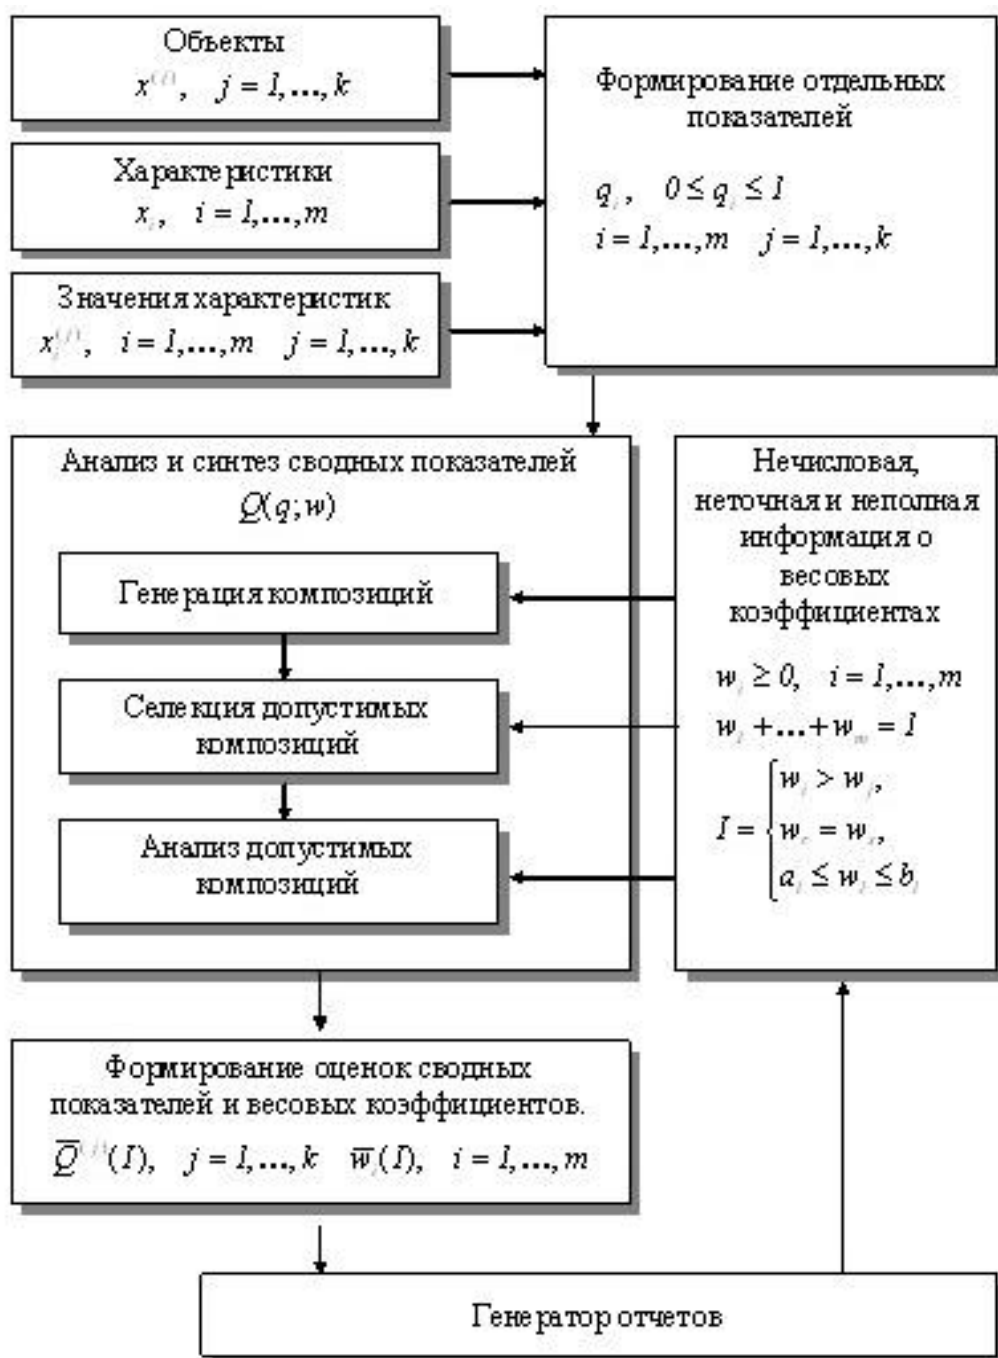 Объекты
x^(j), j = 1,...,k
Характеристики
x_i, i = 1,...,m
Значения характеристик
x_i^(j), i = 1,...,m j = 1,...,k
Формирование отдельных
показателей
q_i, 0 ≤ q_i ≤ 1
i = 1,...,m j = 1,...,k
Анализ и синтез сводных показателей
Q(q;w)
Генерация композиций
Селекция допустимых
композиций
Анализ допустимых
композиций
Нечисловая,
неточная и неполная
информация о
весовых
коэффициентах
w_i ≥ 0, i = 1,...,m
w_1 +...+ w_m = 1
w_i > w_j,
I = { w_r = w_s,
a_i ≤ w_i ≤ b_i
Формирование оценок сводных
показателей и весовых коэффициентов.
Q̅^(j)(I), j = 1,...,k w̅_i(I), i = 1,...,m
Генератор отчетов